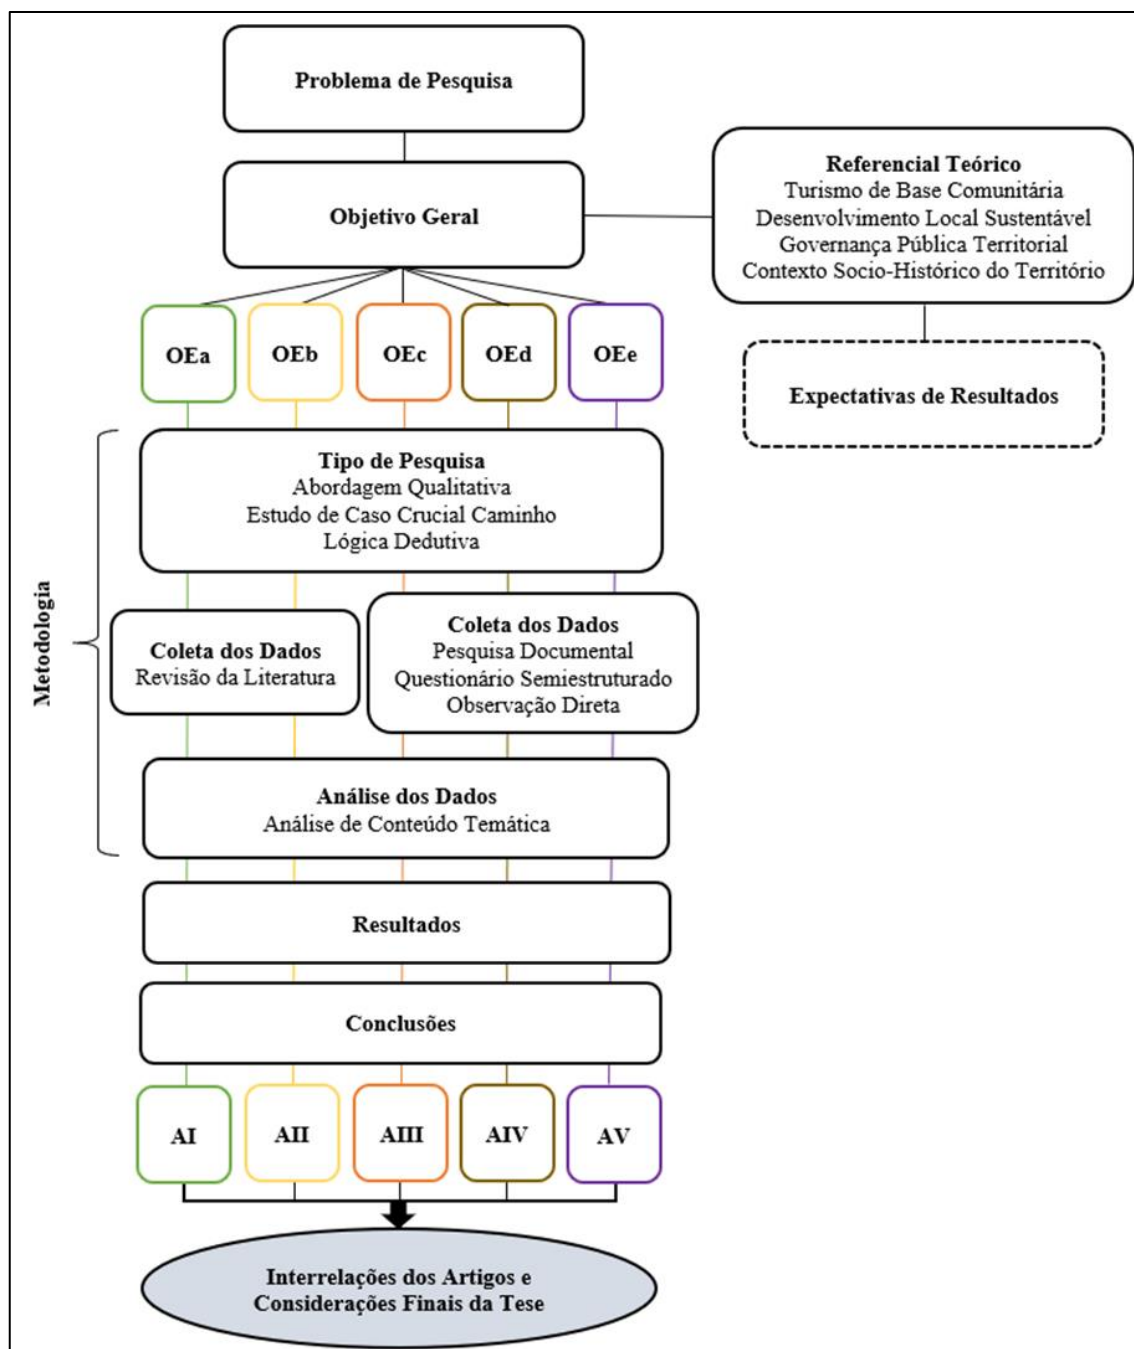 Problema de Pesquisa
Objetivo Geral
Referencial Teórico
Turismo de Base Comunitária
Desenvolvimento Local Sustentável
Governança Pública Territorial
Contexto Socio-Histórico do Território
Expectativas de Resultados
OEa
OEb
OEc
OEd
OEe
Metodologia
Tipo de Pesquisa
Abordagem Qualitativa
Estudo de Caso Crucial Caminho
Lógica Dedutiva
Coleta dos Dados
Revisão da Literatura
Coleta dos Dados
Pesquisa Documental
Questionário Semiestruturado
Observação Direta
Análise dos Dados
Análise de Conteúdo Temática
Resultados
Conclusões
AI
AII
AIII
AIV
AV
Interrelações dos Artigos e
Considerações Finais da Tese